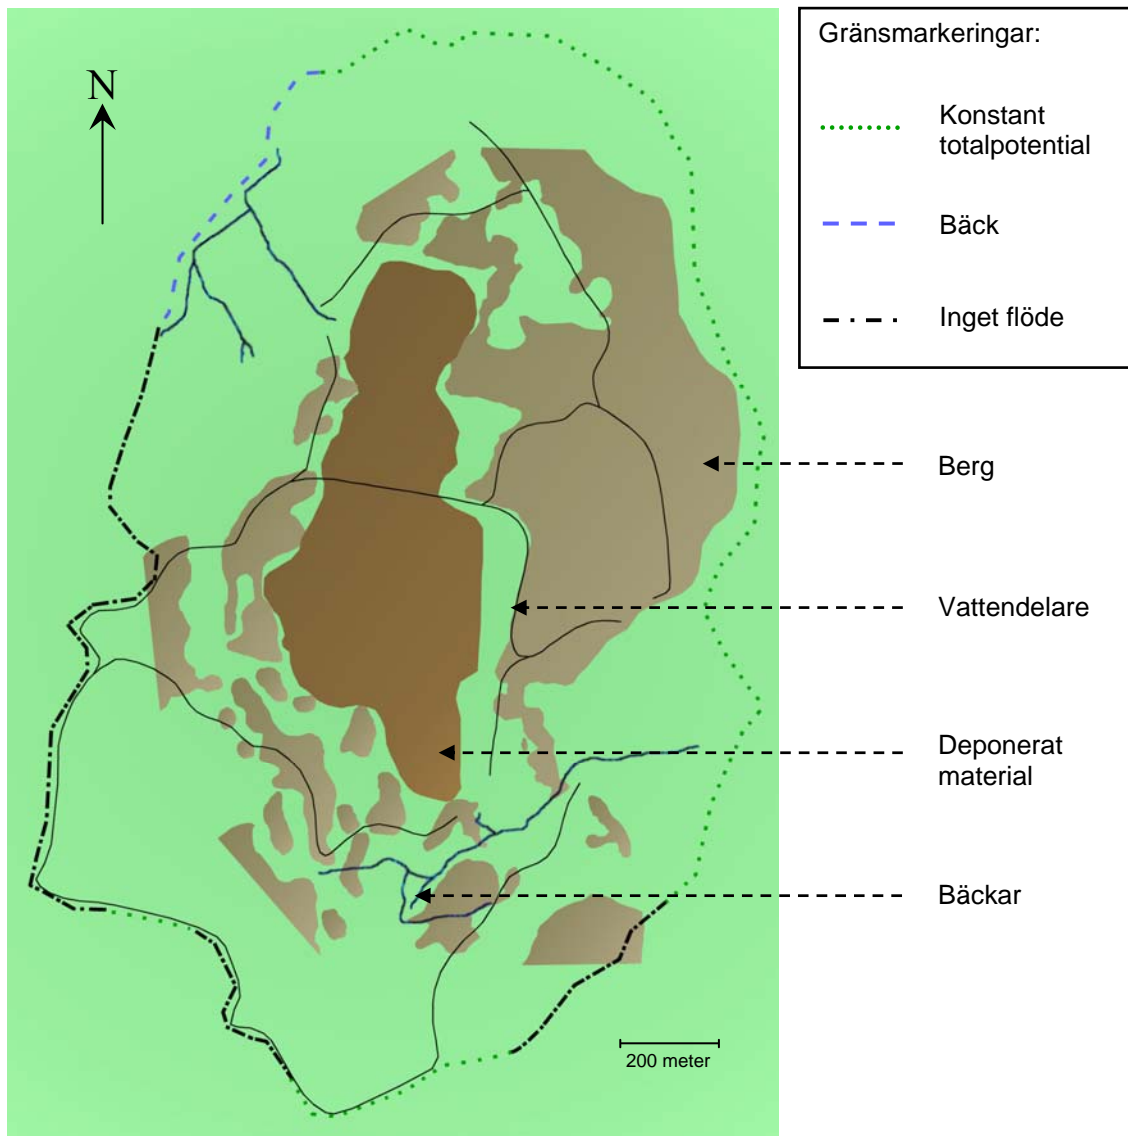 N
Gränsmarkeringar:
Konstant
totalpotential
Bäck
Inget flöde
Berg
Vattendelare
Deponerat
material
Bäckar
200 meter